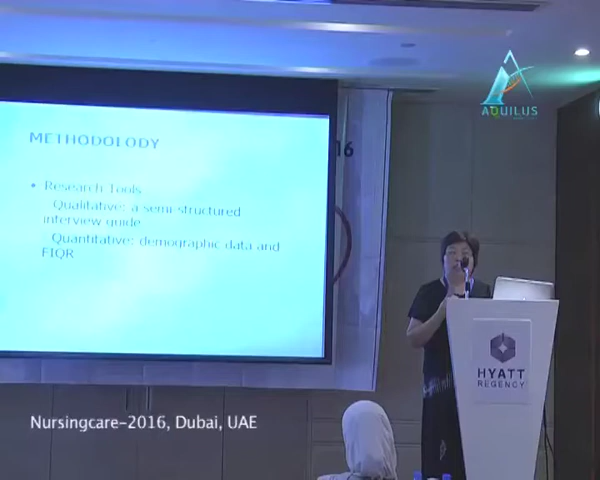 AQUILUS
METHODOLODY
16
• Research Tools
Qualitative: a semi-structured
interview guide
Quantitative: demographic data and
FIQR
HYATT
REGENCY
Nursingcare-2016, Dubai, UAE